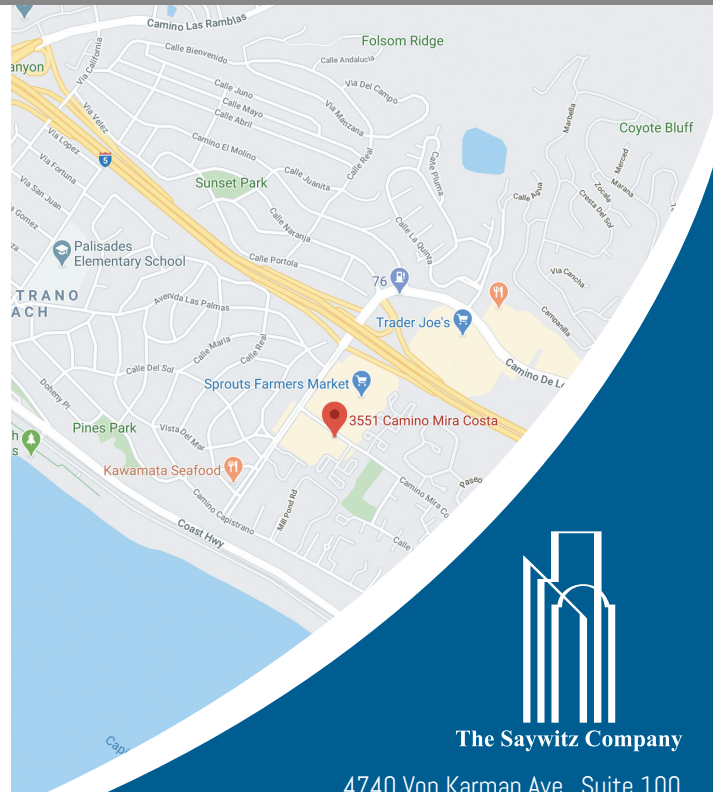 Camino Las Ramblas
Folsom Ridge
Calle Bienvenido
Calle Andalucia
anyon
Via California
Via Del Campo
Calle Juno
Calle Mayo
Calle Abril
Via Manzana
Via Velez
Marbella
Coyote Bluff
Camino El Molino
Via Lopez
5
Calle Real
Calle Pluma
Merced
Via Fortuna
Calle Juanita
Sunset Park
Zocala
Marana
Calle Agua
Cresta Del Sol
Via San Juan
a Gomez
Calle Naranja
Calle La Quinta
Palisades
Elementary School
Calle Portola
Via Cancha
76
TRANO
ACH
Avenida Las Palmas
Trader Joe's
Campanilla
Calle Maria
Calle Real
Calle Del Sol
Camino De Lo
Sprouts Farmers Market
Doheny Pl
3551 Camino Mira Costa
Pines Park
Vista Del Mar
h
s
Kawamata Seafood
Paseo
Camino Mira Co
Camino Capistrano
Mill Pond Rd
Coast Hwy
Calle
Capi
The Saywitz Company
4740 Von Karman Ave., Suite 100